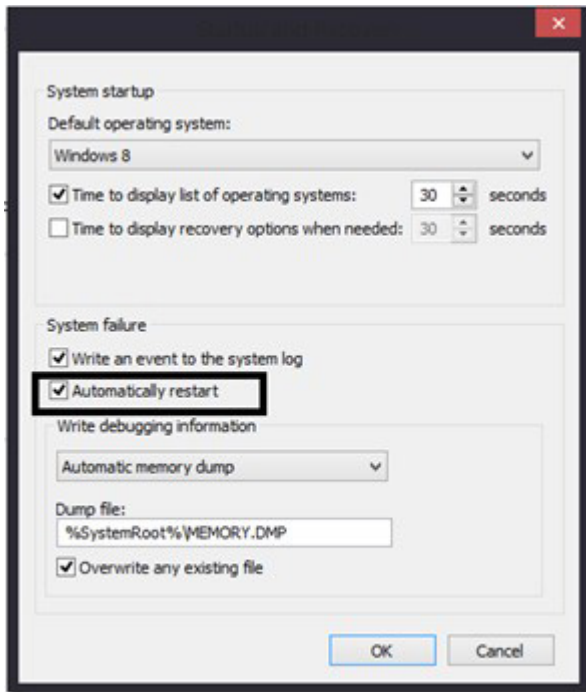 System startup
Default operating system:
Windows 8
Time to display list of operating systems: 30 seconds
Time to display recovery options when needed: 30 seconds
System failure
Write an event to the system log
Automatically restart
Write debugging information
Automatic memory dump
Dump file:
%SystemRoot%\MEMORY.DMP
Overwrite any existing file
OK Cancel